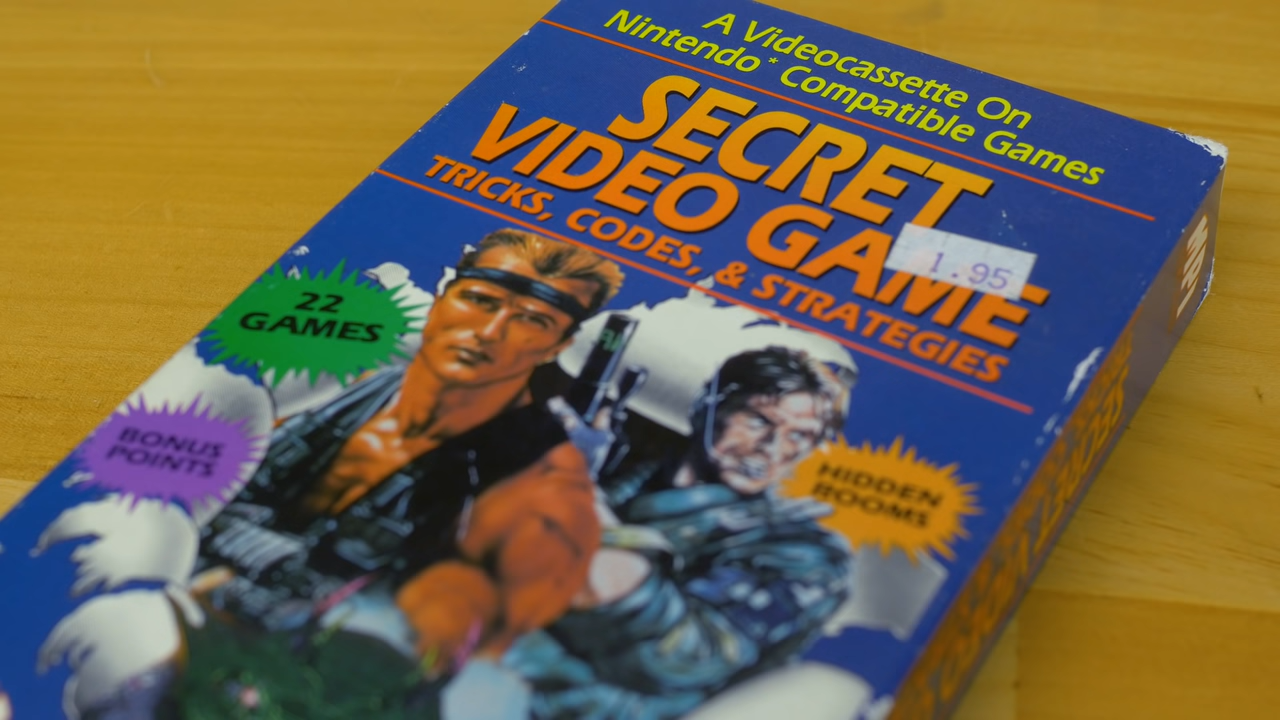 A Videocassette On
Nintendo* Compatible Games
SECRET
VIDEO GAME
TRICKS, CODES, & STRATEGIES
1.95
22
GAMES
BONUS
POINTS
HIDDEN
ROOMS